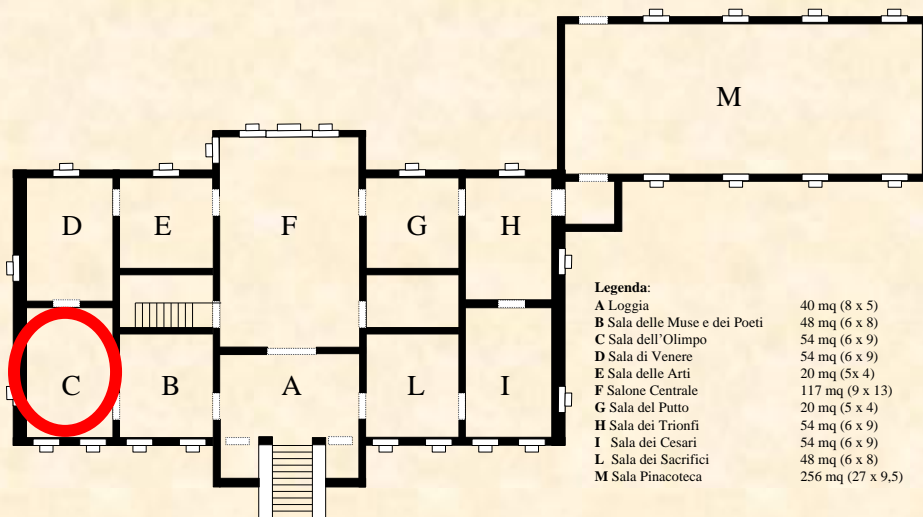 M
D
E
F
G
H
C
B
A
L
I
Legenda:
A Loggia 40 mq (8 x 5)
B Sala delle Muse e dei Poeti 48 mq (6 x 8)
C Sala dell’Olimpo 54 mq (6 x 9)
D Sala di Venere 54 mq (6 x 9)
E Sala delle Arti 20 mq (5x 4)
F Salone Centrale 117 mq (9 x 13)
G Sala del Putto 20 mq (5 x 4)
H Sala dei Trionfi 54 mq (6 x 9)
I Sala dei Cesari 54 mq (6 x 9)
L Sala dei Sacrifici 48 mq (6 x 8)
M Sala Pinacoteca 256 mq (27 x 9,5)